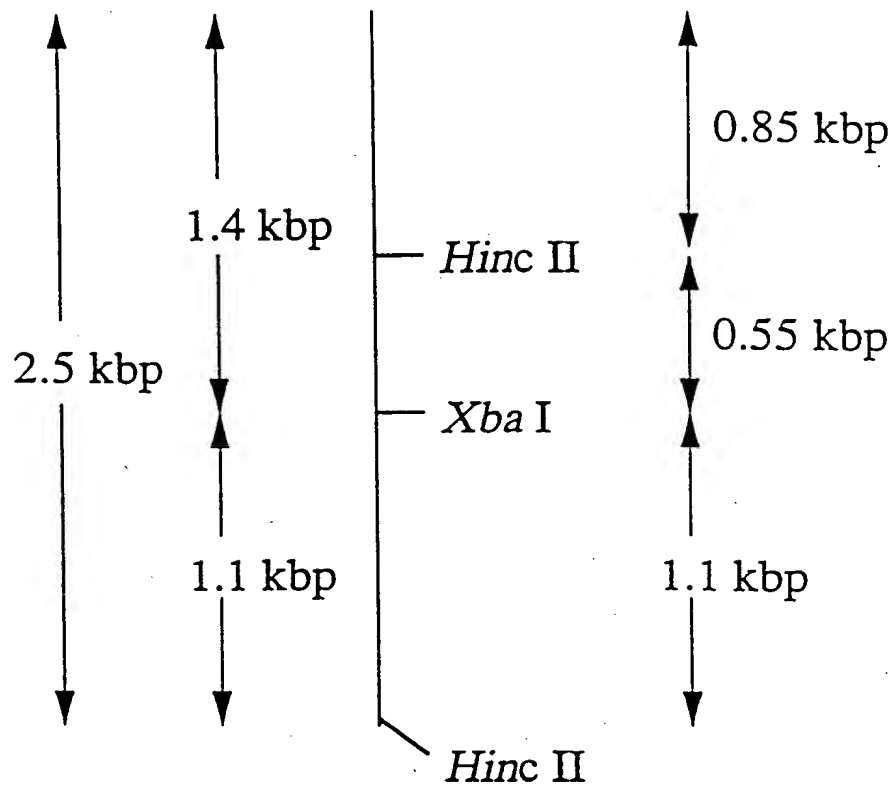 0.85 kbp
1.4 kbp
Hinc II
0.55 kbp
2.5 kbp
Xba I
1.1 kbp
1.1 kbp
Hinc II